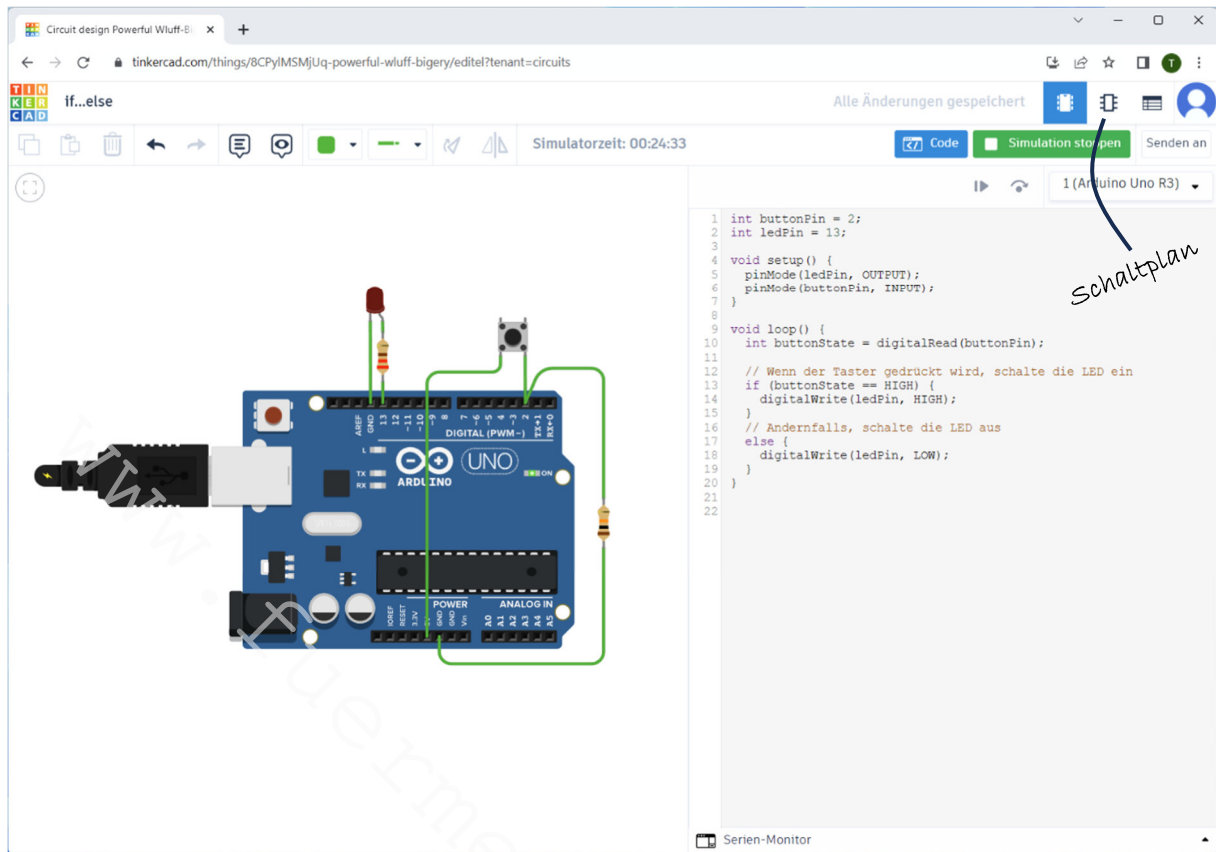 Circuit design Powerful Wluff-Bi
tinkercad.com/things/8CPylMSMjUq-powerful-wluff-bigery/editel?tenant=circuits
T
TIN
KER
CAD
if...else
Alle Änderungen gespeichert
Simulatorzeit: 00:24:33
Code
Simulation stoppen
Senden an
1 (Arduino Uno R3)
Schaltplan
1 int buttonPin = 2;
2 int ledPin = 13;
3
4 void setup() {
5 pinMode(ledPin, OUTPUT);
6 pinMode(buttonPin, INPUT);
7 }
8
9 void loop() {
10 int buttonState = digitalRead(buttonPin);
11
12 // Wenn der Taster gedrückt wird, schalte die LED ein
13 if (buttonState == HIGH) {
14 digitalWrite(ledPin, HIGH);
15 }
16 // Andernfalls, schalte die LED aus
17 else {
18 digitalWrite(ledPin, LOW);
19 }
20 }
21
22
AREF
GND
13
12
~11
~10
~9
8
7
~6
~5
4
~3
2
TX→1
RX←0
DIGITAL (PWM~)
L
TX
RX
UNO
ARDUINO
ON
POWER
ANALOG IN
IOREF
RESET
3.3V
GND
GND
Vin
A0
A1
A2
A3
A4
A5
www.fuerme
Serien-Monitor